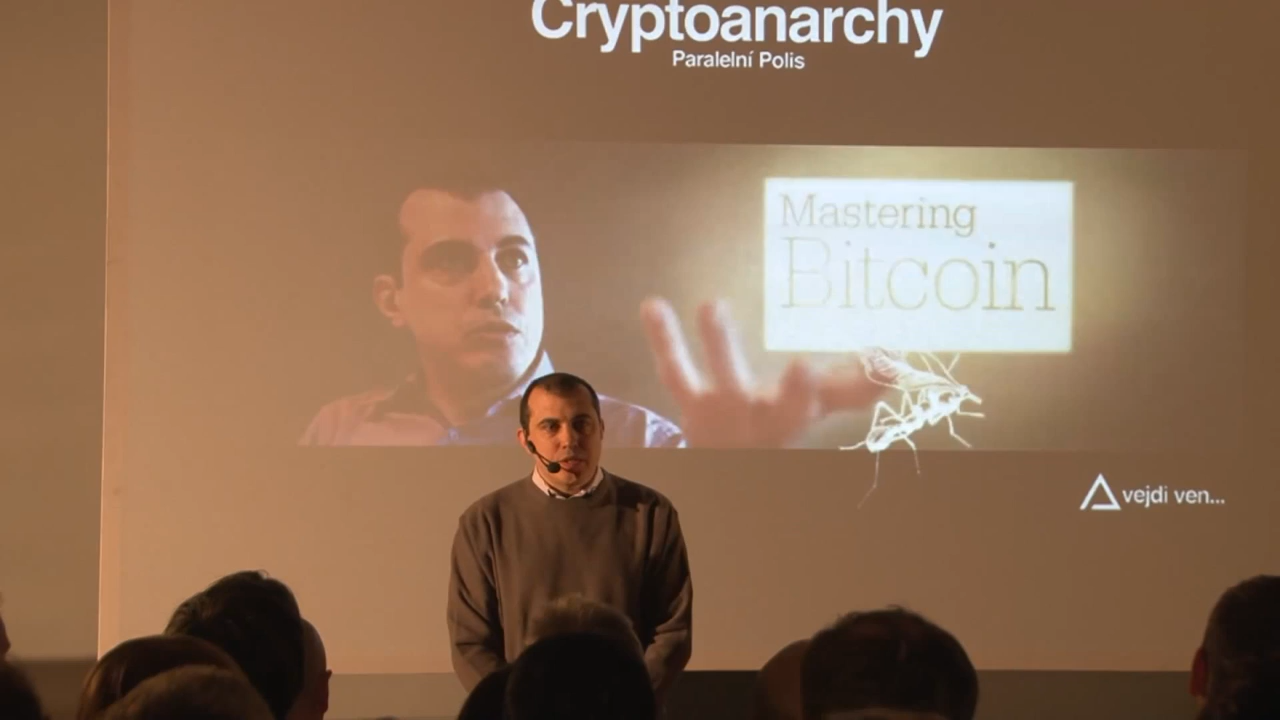 Cryptoanarchy
Paralelní Polis
Mastering
Bitcoin
vejdi ven...